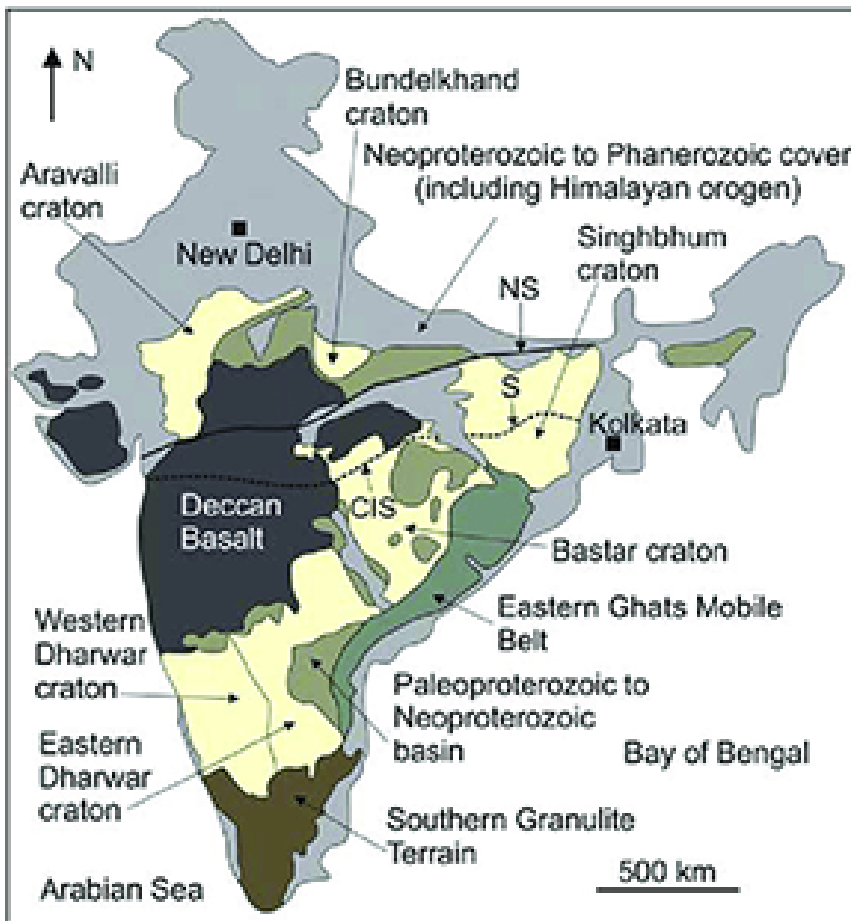 N
Bundelkhand
craton
Neoproterozoic to Phanerozoic cover
(including Himalayan orogen)
Aravalli
craton
New Delhi
Singhbhum
craton
NS
S
Kolkata
Deccan
Basalt
CIS
Bastar craton
Eastern Ghats Mobile
Belt
Western
Dharwar
craton
Paleoproterozoic to
Neoproterozoic
basin
Eastern
Dharwar
craton
Bay of Bengal
Southern Granulite
Terrain
500 km
Arabian Sea